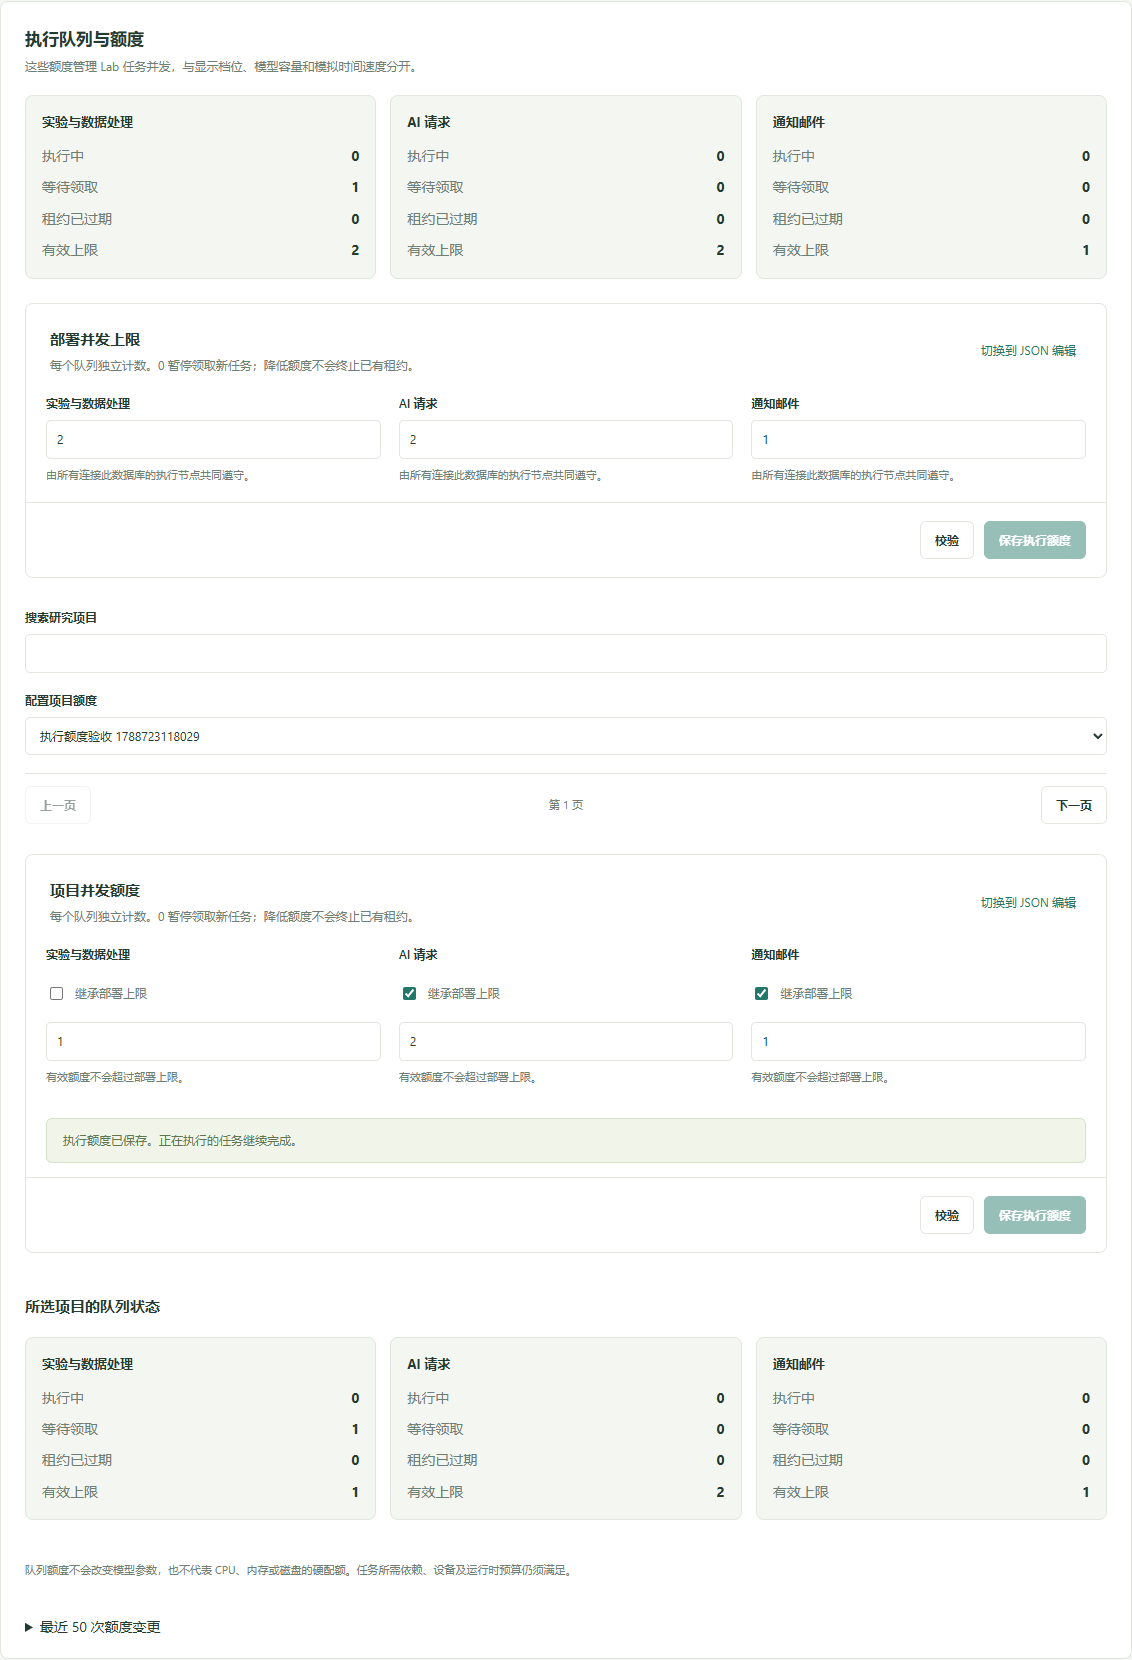 执行队列与额度
这些额度管理 Lab 任务并发，与显示档位、模型容量和模拟时间速度分开。
实验与数据处理
执行中 0
等待领取 1
租约已过期 0
有效上限 2
AI 请求
执行中 0
等待领取 0
租约已过期 0
有效上限 2
通知邮件
执行中 0
等待领取 0
租约已过期 0
有效上限 1
部署并发上限
每个队列独立计数。0 暂停领取新任务；降低额度不会终止已有租约。
切换到 JSON 编辑
实验与数据处理
2
由所有连接此数据库的执行节点共同遵守。
AI 请求
2
由所有连接此数据库的执行节点共同遵守。
通知邮件
1
由所有连接此数据库的执行节点共同遵守。
校验
保存执行额度
搜索研究项目
配置项目额度
执行额度验收 1788723118029
上一页
第 1 页
下一页
项目并发额度
每个队列独立计数。0 暂停领取新任务；降低额度不会终止已有租约。
切换到 JSON 编辑
实验与数据处理
继承部署上限
1
有效额度不会超过部署上限。
AI 请求
继承部署上限
2
有效额度不会超过部署上限。
通知邮件
继承部署上限
1
有效额度不会超过部署上限。
执行额度已保存。正在执行的任务继续完成。
校验
保存执行额度
所选项目的队列状态
实验与数据处理
执行中 0
等待领取 1
租约已过期 0
有效上限 1
AI 请求
执行中 0
等待领取 0
租约已过期 0
有效上限 2
通知邮件
执行中 0
等待领取 0
租约已过期 0
有效上限 1
队列额度不会改变模型参数，也不代表 CPU、内存或磁盘的硬配额。任务所需依赖、设备及运行时预算仍须满足。
最近 50 次额度变更